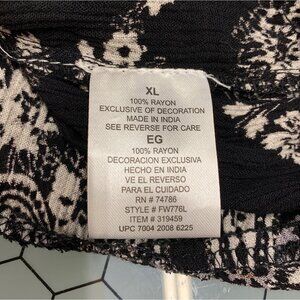 XL
100% RAYON
EXCLUSIVE OF DECORATION
MADE IN INDIA
SEE REVERSE FOR CARE
EG
100% RAYON
DECORACION EXCLUSIVA
HECHO EN INDIA
VE EL REVERSO
PARA EL CUIDADO
RN # 74786
STYLE # FW776L
ITEM # 319459
UPC 7004 2008 6225